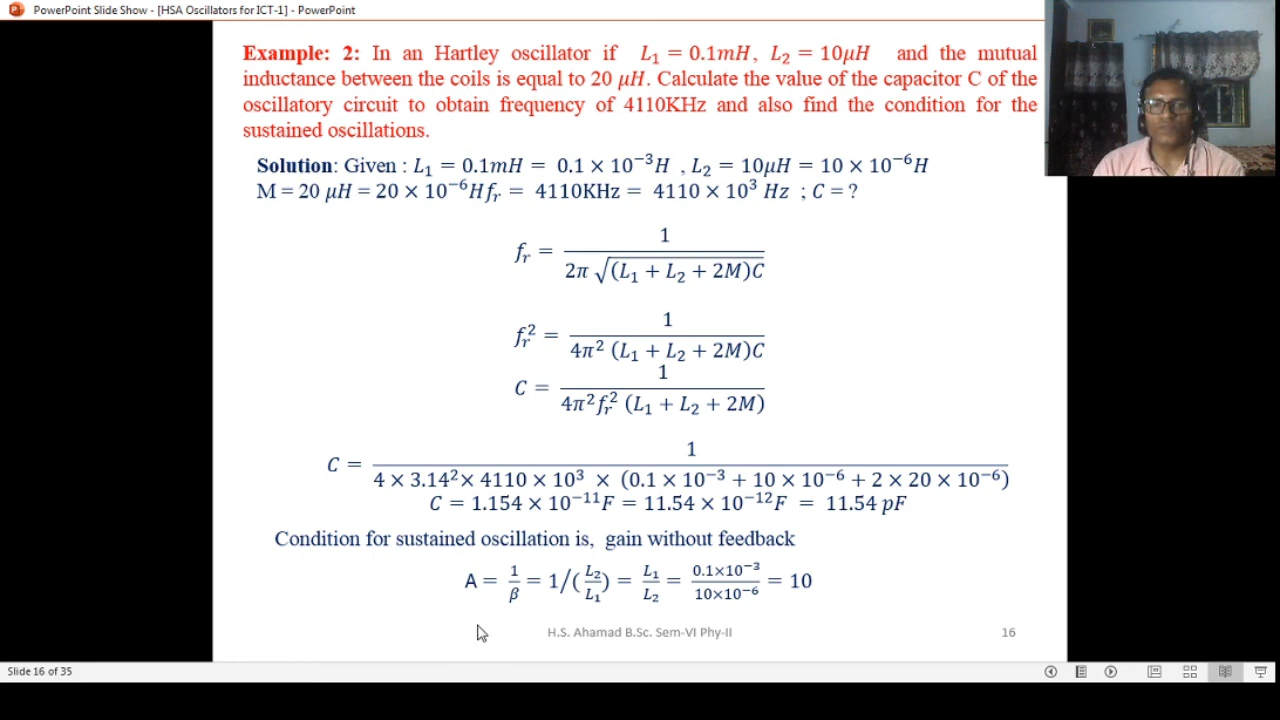 PowerPoint Slide Show - [HSA Oscillators for ICT-1] - PowerPoint
Example: 2: In an Hartley oscillator if L₁ = 0.1mH, L₂ = 10μH and the mutual
inductance between the coils is equal to 20 μH. Calculate the value of the capacitor C of the
oscillatory circuit to obtain frequency of 4110KHz and also find the condition for the
sustained oscillations.
Solution: Given : L₁ = 0.1mH = 0.1 × 10⁻³H , L₂ = 10μH = 10 × 10⁻⁶H
M = 20 μH = 20 × 10⁻⁶Hfᵣ = 4110KHz = 4110 × 10³ Hz ; C = ?
fᵣ = 1 / 2π √(L₁ + L₂ + 2M)C
fᵣ² = 1 / 4π² (L₁ + L₂ + 2M)C
C = 1 / 4π²fᵣ² (L₁ + L₂ + 2M)
C = 1 / 4 × 3.14²× 4110 × 10³ × (0.1 × 10⁻³ + 10 × 10⁻⁶ + 2 × 20 × 10⁻⁶)
C = 1.154 × 10⁻¹¹F = 11.54 × 10⁻¹²F = 11.54 pF
Condition for sustained oscillation is, gain without feedback
A = 1/β = 1/(L₂/L₁) = L₁/L₂ = 0.1×10⁻³/10×10⁻⁶ = 10
H.S. Ahamad B.Sc. Sem-VI Phy-II 16
Slide 16 of 35